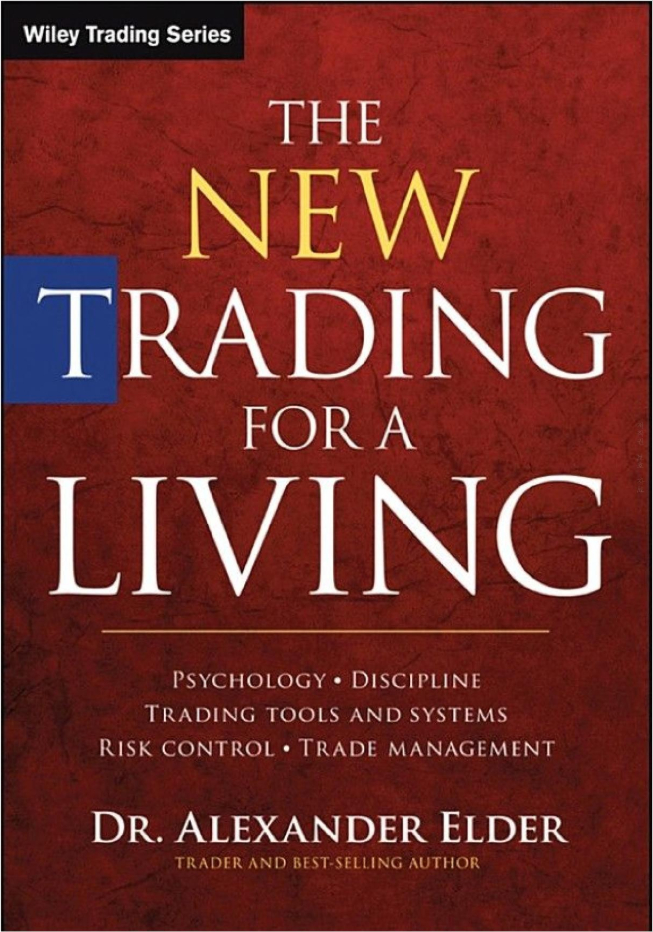 Wiley Trading Series
THE
NEW
TRADING
FOR A
LIVING
PSYCHOLOGY • DISCIPLINE
TRADING TOOLS AND SYSTEMS
RISK CONTROL • TRADE MANAGEMENT
DR. ALEXANDER ELDER
TRADER AND BEST-SELLING AUTHOR